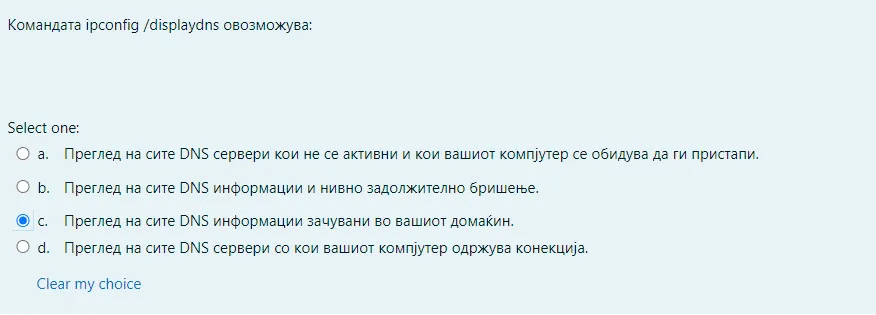 Командата ipconfig /displaydns овозможува:
Select one:
a. Преглед на сите DNS сервери кои не се активни и кои вашиот компјутер се обидува да ги пристапи.
b. Преглед на сите DNS информации и нивно задолжително бришење.
c. Преглед на сите DNS информации зачувани во вашиот домаќин.
d. Преглед на сите DNS сервери со кои вашиот компјутер одржува конекција.
Clear my choice